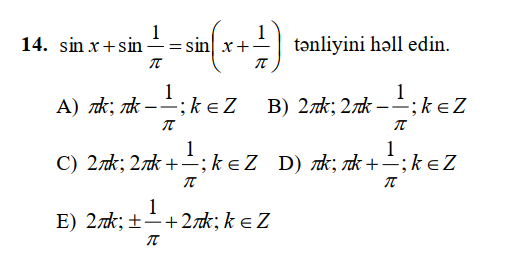 14. sin x + sin 1/π = sin(x + 1/π) tənliyini həll edin.
A) πk; πk − 1/π; k ∈ Z B) 2πk; 2πk − 1/π; k ∈ Z
C) 2πk; 2πk + 1/π; k ∈ Z D) πk; πk + 1/π; k ∈ Z
E) 2πk; ± 1/π + 2πk; k ∈ Z